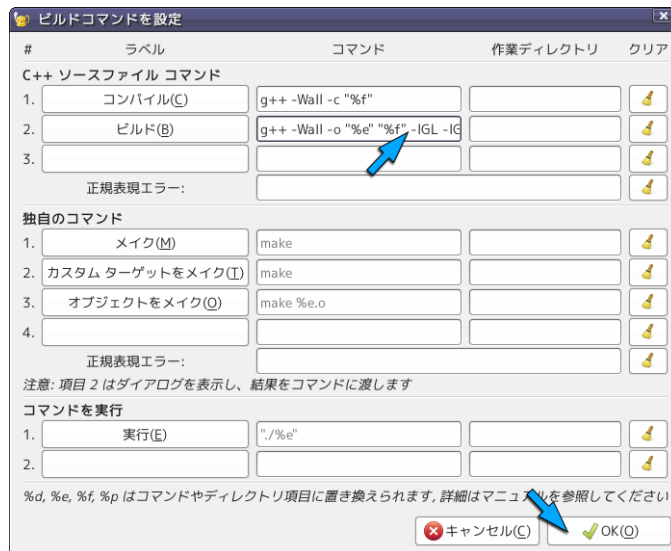 ビルドコマンドを設定
# ラベル コマンド 作業ディレクトリ クリア
C++ ソースファイル コマンド
1. コンパイル(C) g++ -Wall -c "%f"
2. ビルド(B) g++ -Wall -o "%e" "%f" -lGL -lG
3.
正規表現エラー:
独自のコマンド
1. メイク(M) make
2. カスタム ターゲットをメイク(T) make
3. オブジェクトをメイク(O) make %e.o
4.
正規表現エラー:
注意: 項目 2 はダイアログを表示し、結果をコマンドに渡します
コマンドを実行
1. 実行(E) "./%e"
2.
%d, %e, %f, %p はコマンドやディレクトリ項目に置き換えられます, 詳細はマニュアルを参照してください
キャンセル(C) OK(O)